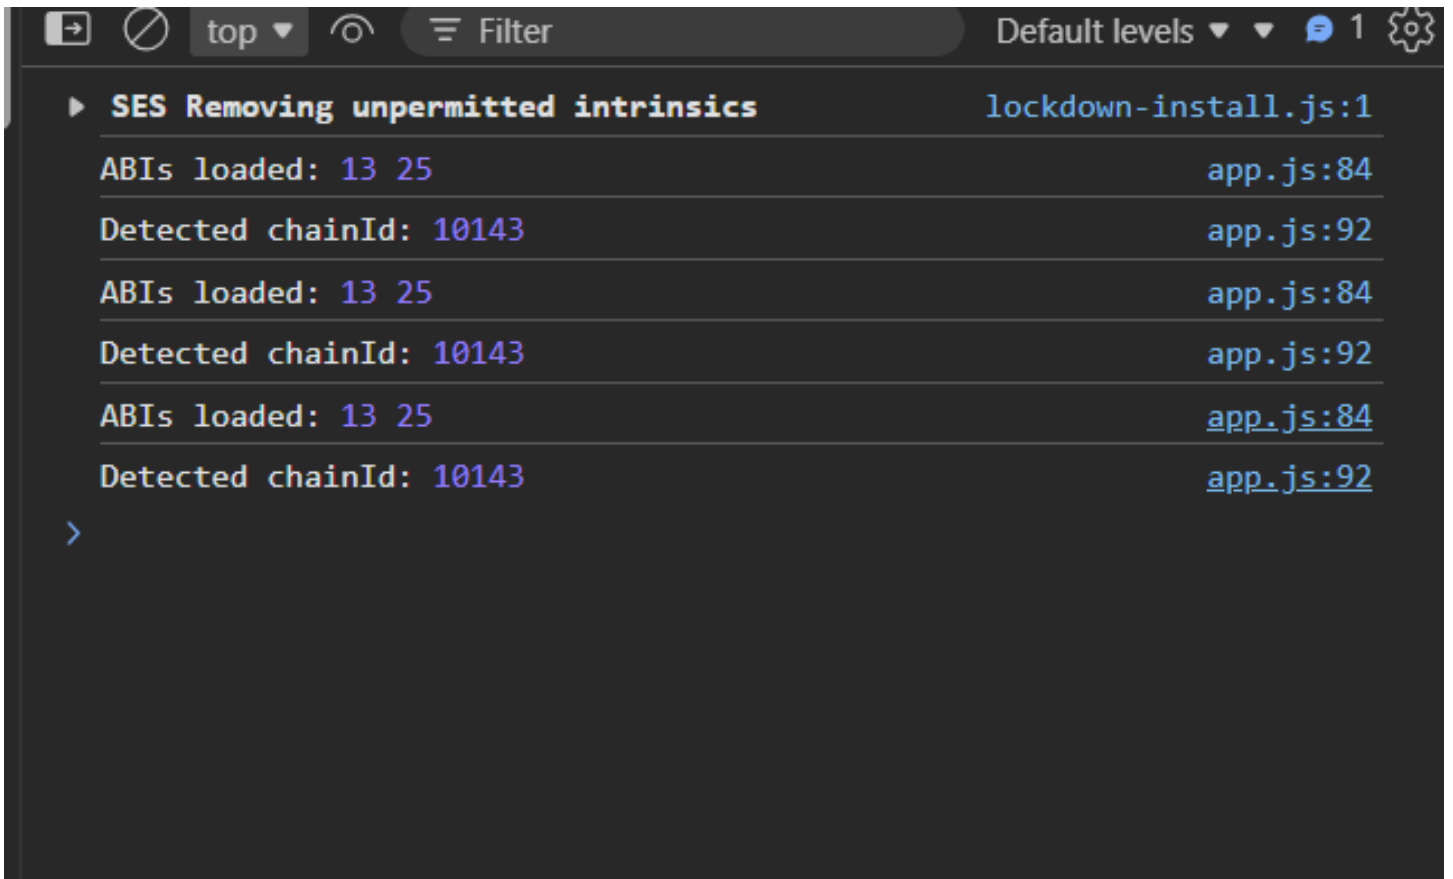 top Filter Default levels 1
SES Removing unpermitted intrinsics lockdown-install.js:1
ABIs loaded: 13 25 app.js:84
Detected chainId: 10143 app.js:92
ABIs loaded: 13 25 app.js:84
Detected chainId: 10143 app.js:92
ABIs loaded: 13 25 app.js:84
Detected chainId: 10143 app.js:92